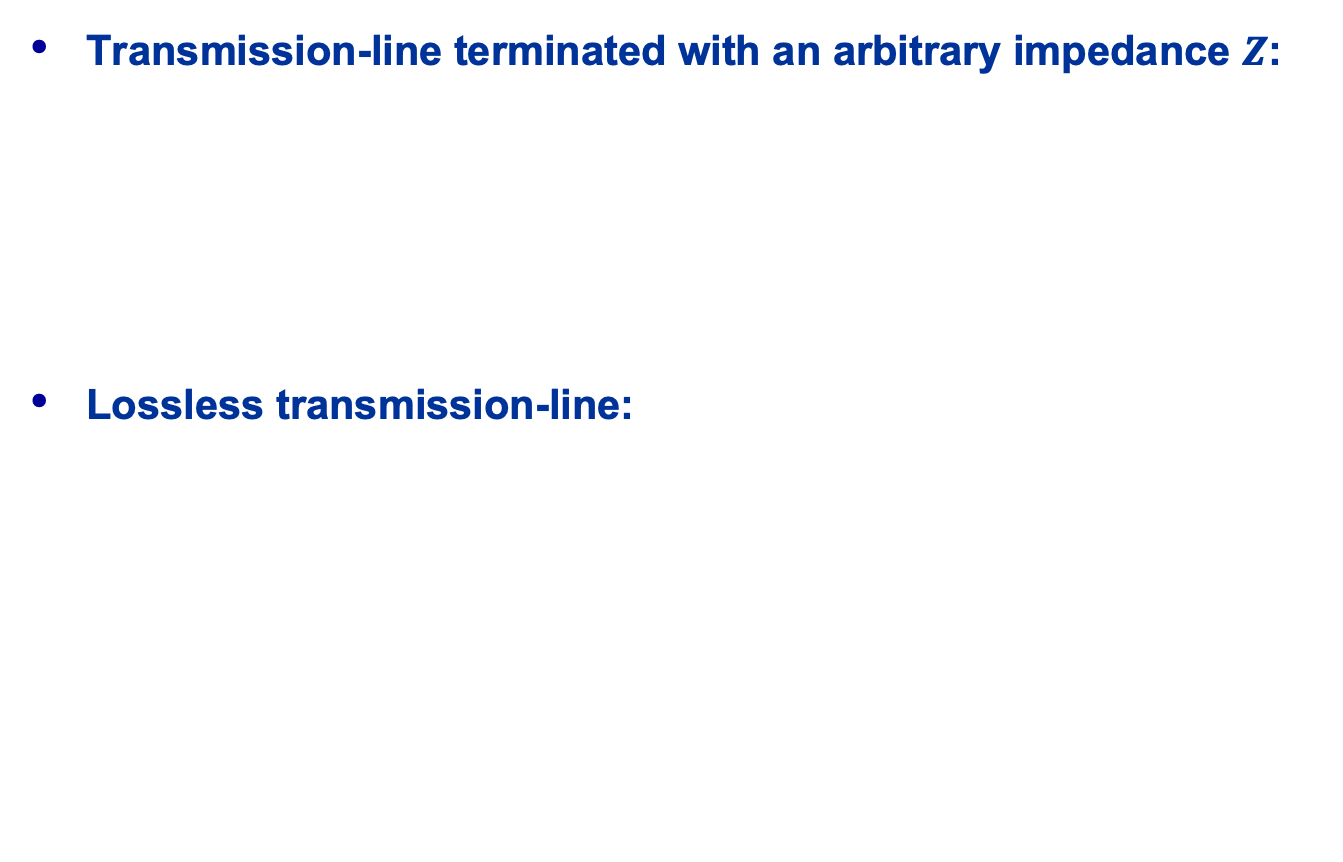 • Transmission-line terminated with an arbitrary impedance Z:
• Lossless transmission-line: